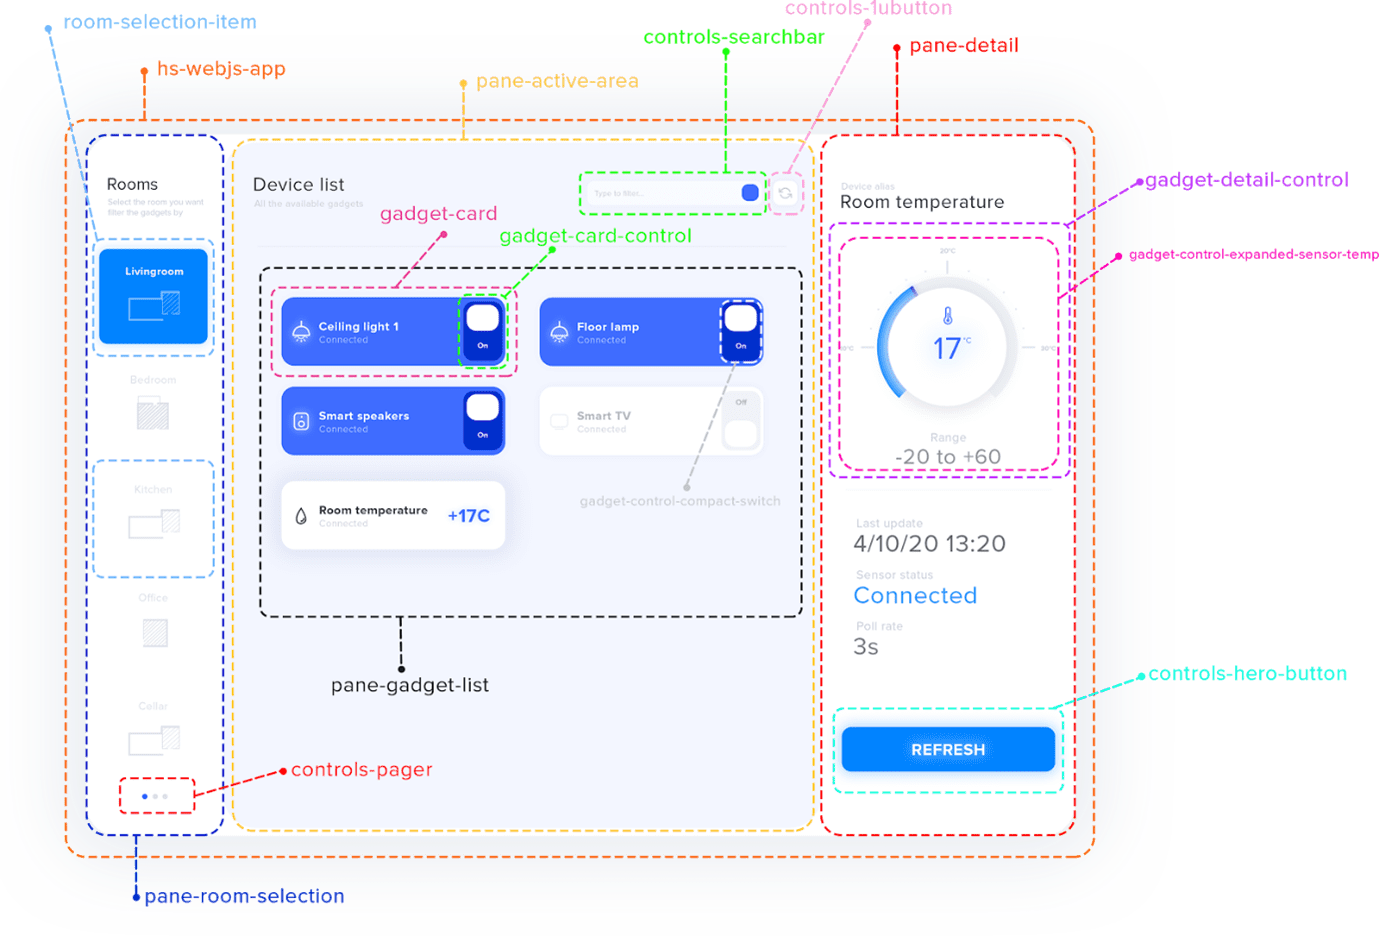 room-selection-item
controls-1ubutton
controls-searchbar
pane-detail
hs-webjs-app
pane-active-area
Rooms
Select the room you want
filter the gadgets by
Livingroom
Bedroom
Kitchen
Office
Cellar
controls-pager
pane-room-selection
Device list
All the available gadgets
Type to filter...
gadget-card
gadget-card-control
Ceiling light 1
Connected
On
Floor lamp
Connected
On
Smart speakers
Connected
On
Smart TV
Connected
Off
gadget-control-compact-switch
Room temperature
Connected
+17C
pane-gadget-list
Device alias
Room temperature
gadget-detail-control
gadget-control-expanded-sensor-temp
20°C
30°C
17°C
Range
-20 to +60
Last update
4/10/20 13:20
Sensor status
Connected
Poll rate
3s
controls-hero-button
REFRESH